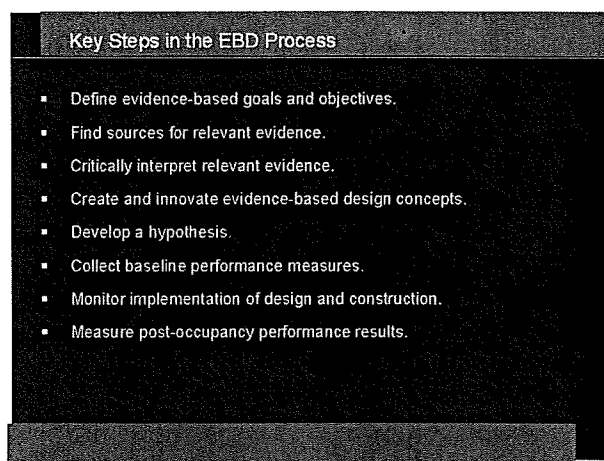 Key Steps in the EBD Process
▪ Define evidence-based goals and objectives.
▪ Find sources for relevant evidence.
▪ Critically interpret relevant evidence.
▪ Create and innovate evidence-based design concepts.
▪ Develop a hypothesis.
▪ Collect baseline performance measures.
▪ Monitor implementation of design and construction.
▪ Measure post-occupancy performance results.